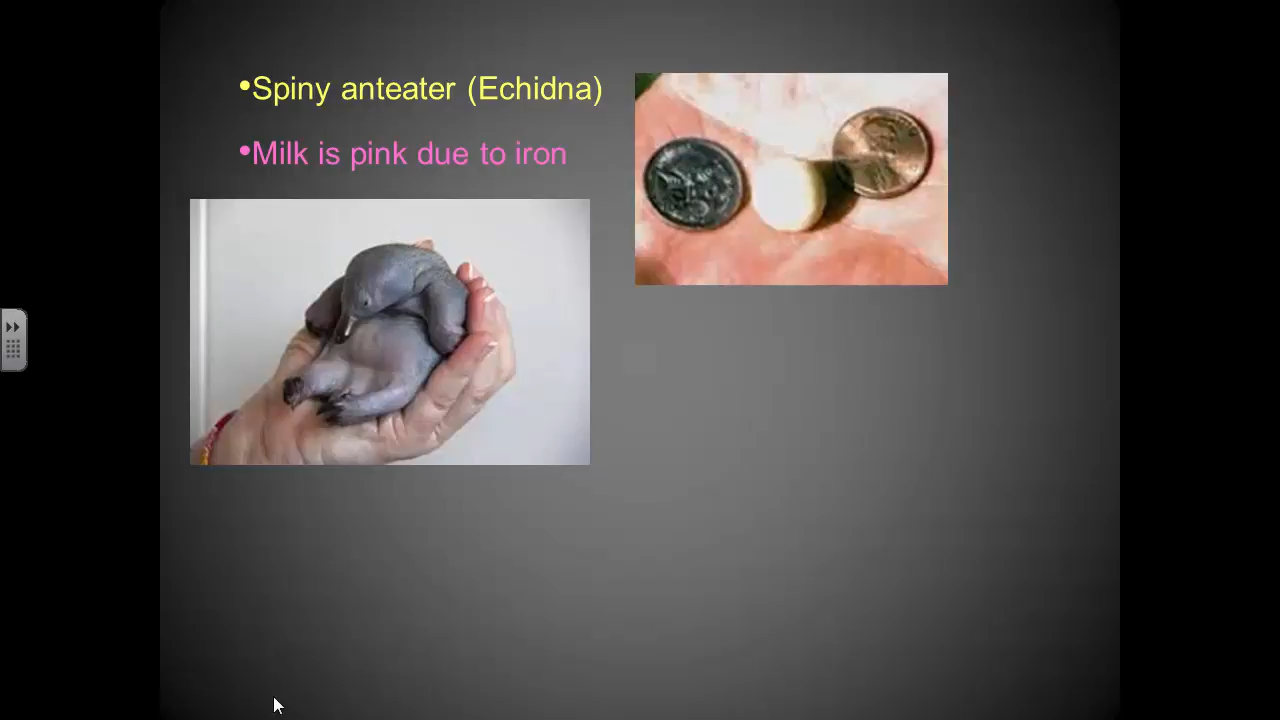 •Spiny anteater (Echidna)
•Milk is pink due to iron